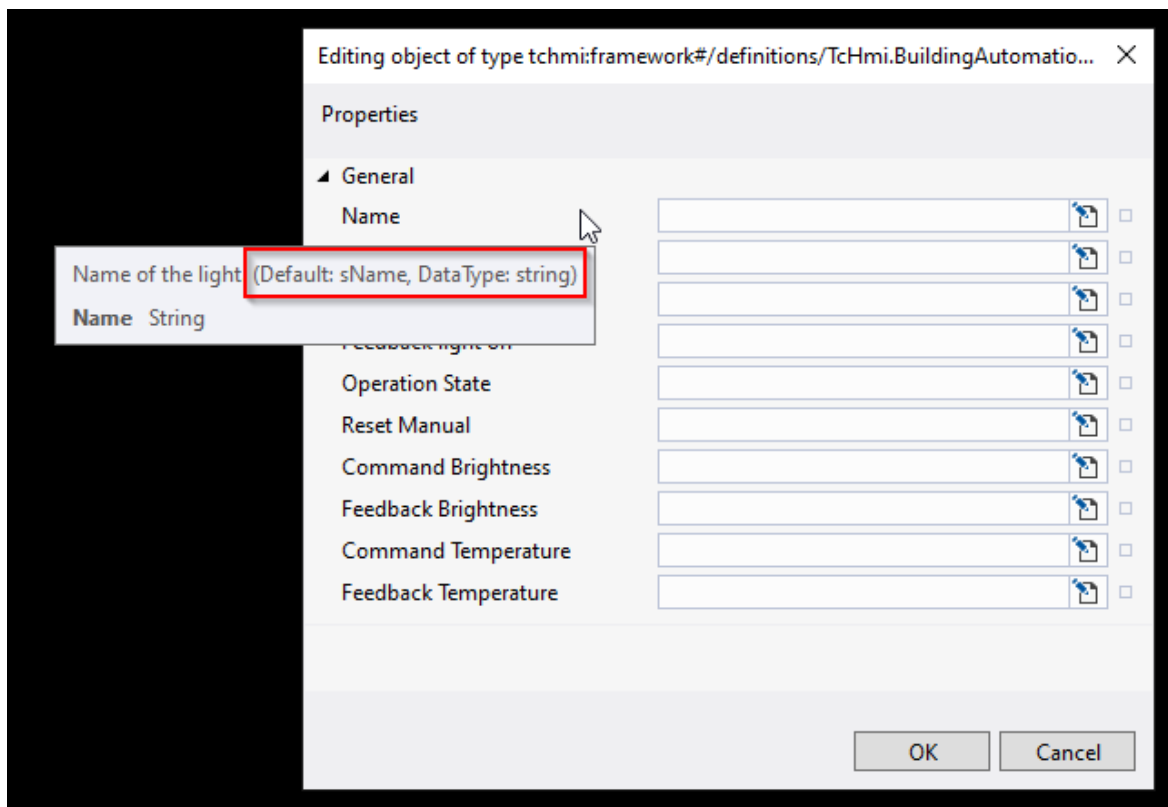 Editing object of type tchmi:framework#/definitions/TcHmi.BuildingAutomatio...
Properties
General
Name
Name of the light (Default: sName, DataType: string)
Name String
Operation State
Reset Manual
Command Brightness
Feedback Brightness
Command Temperature
Feedback Temperature
OK Cancel